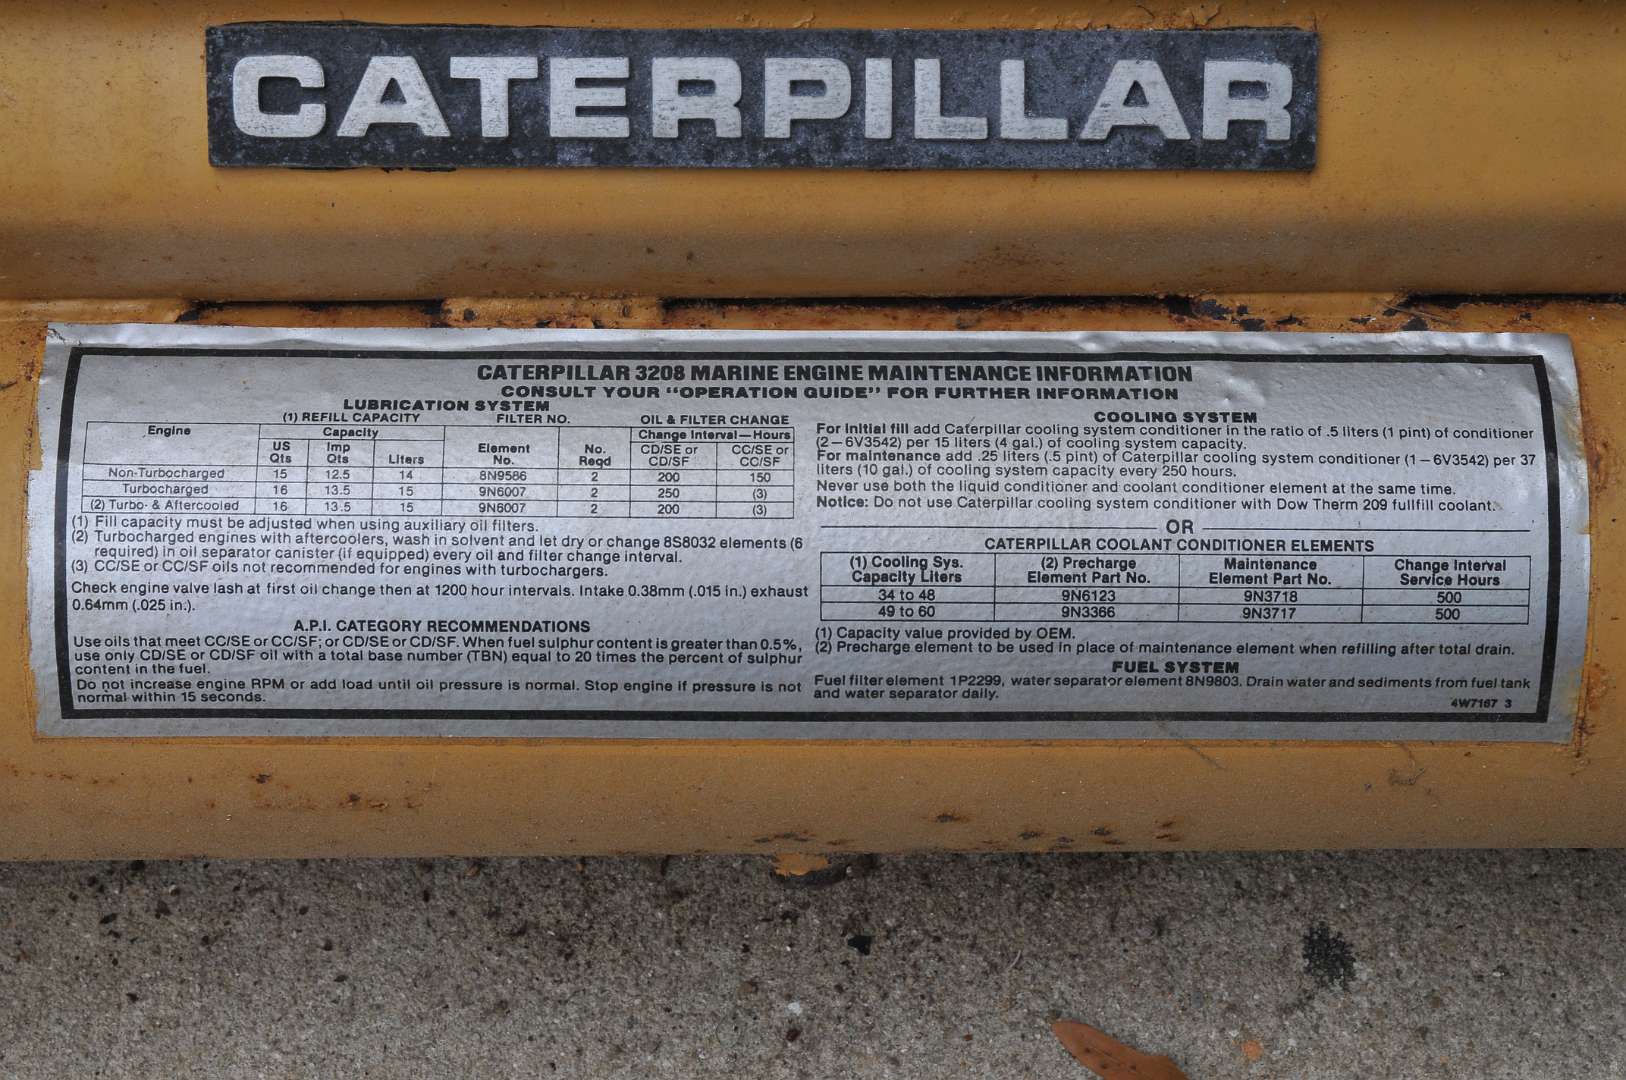 CATERPILLAR
CATERPILLAR 3208 MARINE ENGINE MAINTENANCE INFORMATION
CONSULT YOUR "OPERATION GUIDE" FOR FURTHER INFORMATION
LUBRICATION SYSTEM
(1) REFILL CAPACITY FILTER NO. OIL & FILTER CHANGE
Engine Capacity Change Interval—Hours
US Qts Imp Qts Liters Element No. No. Reqd CD/SE or CD/SF CC/SE or CC/SF
Non-Turbocharged 15 12.5 14 8N9586 2 200 150
Turbocharged 16 13.5 15 9N6007 2 250 (3)
(2) Turbo- & Aftercooled 16 13.5 15 9N6007 2 200 (3)
(1) Fill capacity must be adjusted when using auxiliary oil filters.
(2) Turbocharged engines with aftercoolers, wash in solvent and let dry or change 8S8032 elements (6
required) in oil separator canister (if equipped) every oil and filter change interval.
(3) CC/SE or CC/SF oils not recommended for engines with turbochargers.
Check engine valve lash at first oil change then at 1200 hour intervals. Intake 0.38mm (.015 in.) exhaust
0.64mm (.025 in.).
A.P.I. CATEGORY RECOMMENDATIONS
Use oils that meet CC/SE or CC/SF; or CD/SE or CD/SF. When fuel sulphur content is greater than 0.5%,
use only CD/SE or CD/SF oil with a total base number (TBN) equal to 20 times the percent of sulphur
content in the fuel.
Do not increase engine RPM or add load until oil pressure is normal. Stop engine if pressure is not
normal within 15 seconds.
COOLING SYSTEM
For initial fill add Caterpillar cooling system conditioner in the ratio of .5 liters (1 pint) of conditioner
(2—6V3542) per 15 liters (4 gal.) of cooling system capacity.
For maintenance add .25 liters (.5 pint) of Caterpillar cooling system conditioner (1—6V3542) per 37
liters (10 gal.) of cooling system capacity every 250 hours.
Never use both the liquid conditioner and coolant conditioner element at the same time.
Notice: Do not use Caterpillar cooling system conditioner with Dow Therm 209 fullfill coolant.
OR
CATERPILLAR COOLANT CONDITIONER ELEMENTS
(1) Cooling Sys. (2) Precharge Maintenance Change Interval
Capacity Liters Element Part No. Element Part No. Service Hours
34 to 48 9N6123 9N3718 500
49 to 60 9N3366 9N3717 500
(1) Capacity value provided by OEM.
(2) Precharge element to be used in place of maintenance element when refilling after total drain.
FUEL SYSTEM
Fuel filter element 1P2299, water separator element 8N9803. Drain water and sediments from fuel tank
and water separator daily.
4W7167 3